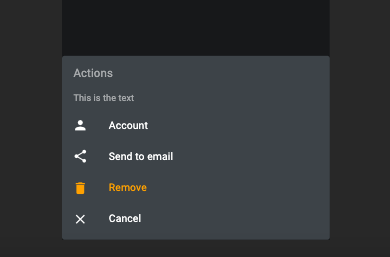 Actions
This is the text
Account
Send to email
Remove
Cancel